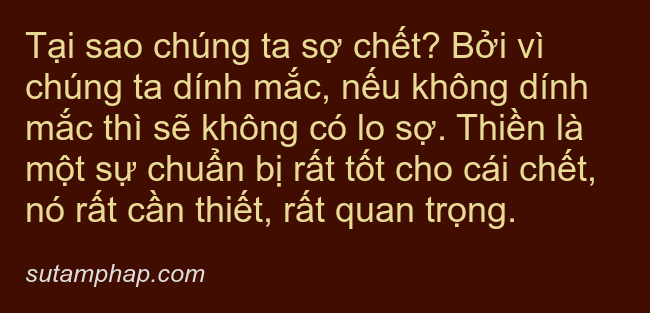 Tại sao chúng ta sợ chết? Bởi vì
chúng ta dính mắc, nếu không dính
mắc thì sẽ không có lo sợ. Thiền là
một sự chuẩn bị rất tốt cho cái chết,
nó rất cần thiết, rất quan trọng.
sutamphap.com